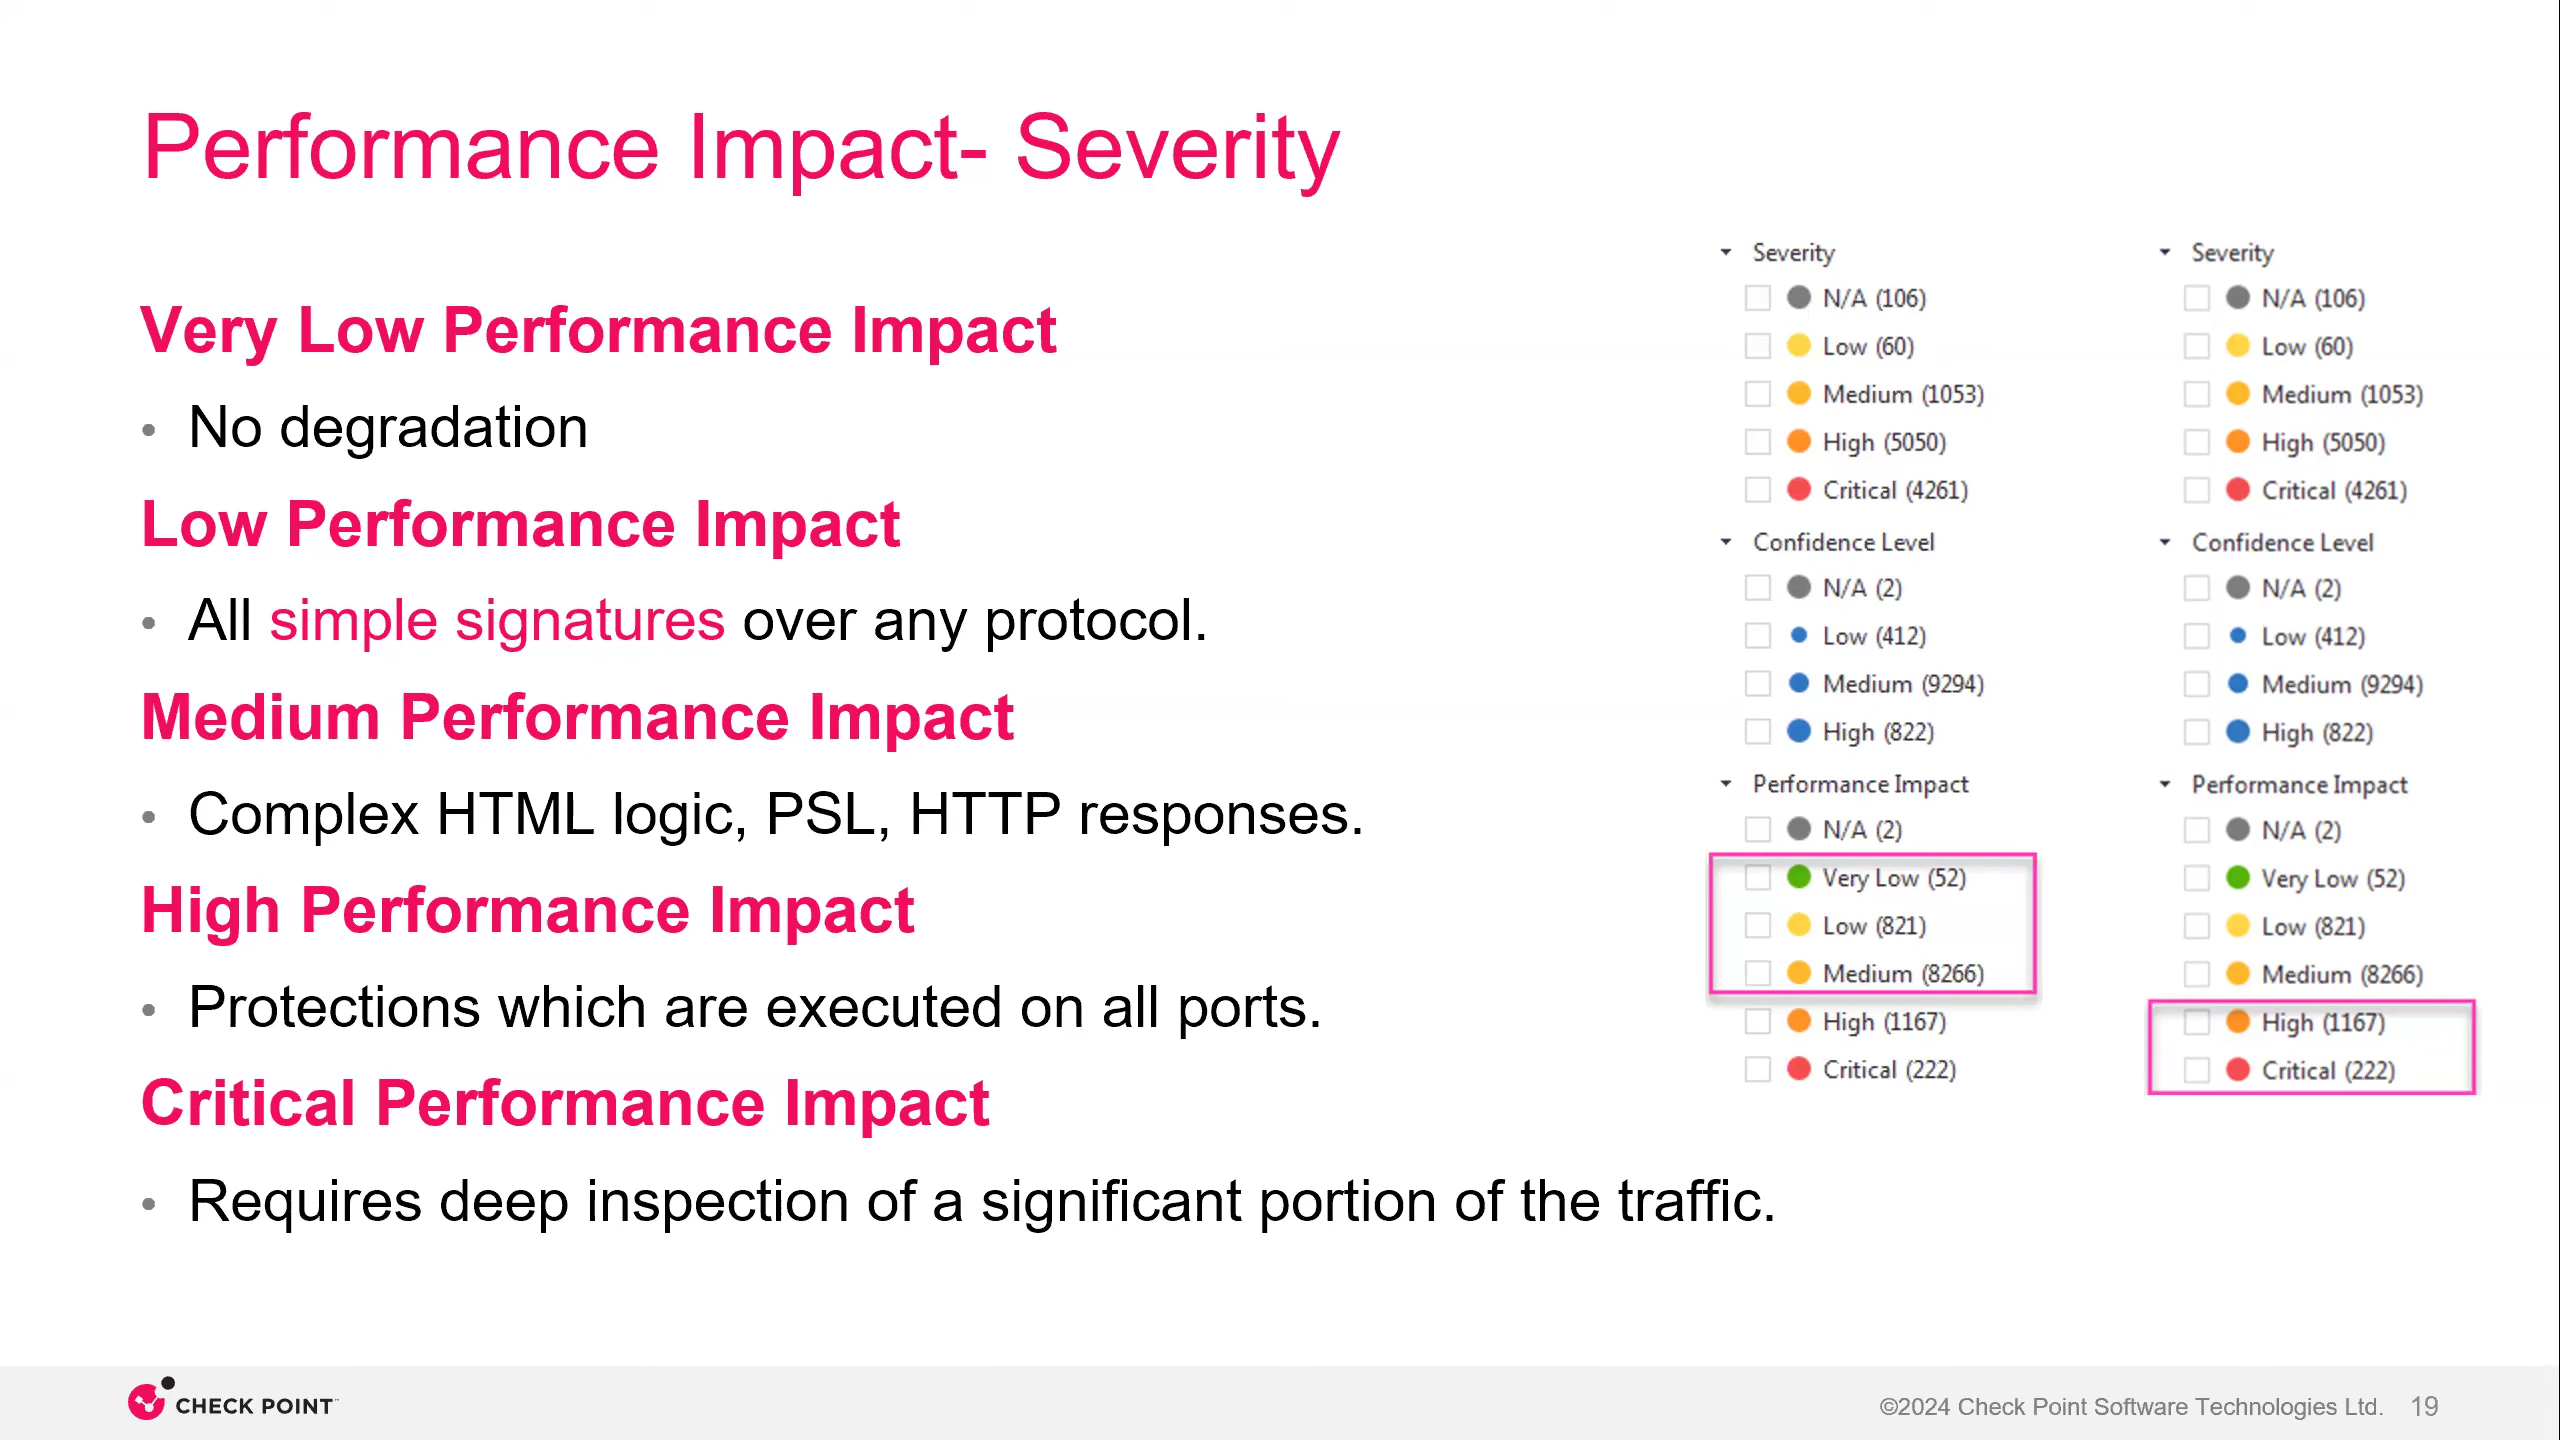 Performance Impact- Severity
Very Low Performance Impact
• No degradation
Low Performance Impact
• All simple signatures over any protocol.
Medium Performance Impact
• Complex HTML logic, PSL, HTTP responses.
High Performance Impact
• Protections which are executed on all ports.
Critical Performance Impact
• Requires deep inspection of a significant portion of the traffic.
Severity
N/A (106)
Low (60)
Medium (1053)
High (5050)
Critical (4261)
Confidence Level
N/A (2)
Low (412)
Medium (9294)
High (822)
Performance Impact
N/A (2)
Very Low (52)
Low (821)
Medium (8266)
High (1167)
Critical (222)
Severity
N/A (106)
Low (60)
Medium (1053)
High (5050)
Critical (4261)
Confidence Level
N/A (2)
Low (412)
Medium (9294)
High (822)
Performance Impact
N/A (2)
Very Low (52)
Low (821)
Medium (8266)
High (1167)
Critical (222)
CHECK POINT™
©2024 Check Point Software Technologies Ltd. 19